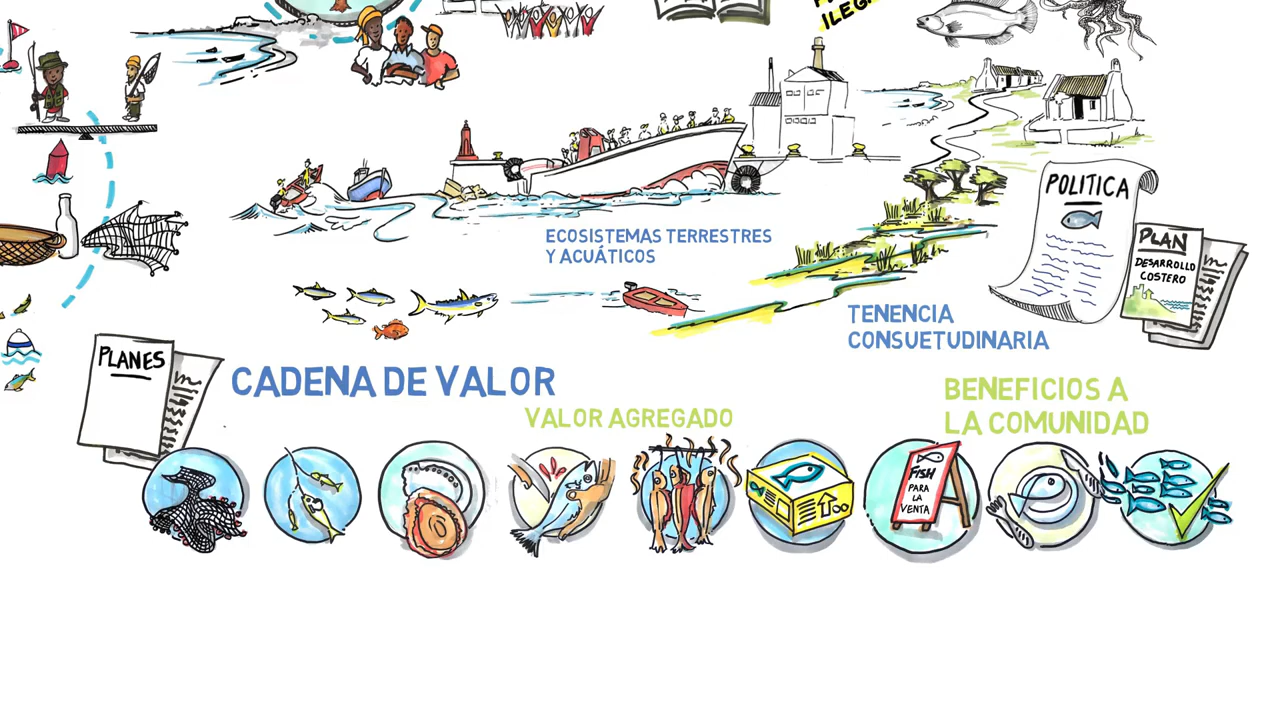 ECOSISTEMAS TERRESTRES
Y ACUÁTICOS
POLITICA
PLAN
DESARROLLO
COSTERO
TENENCIA
CONSUETUDINARIA
PLANES
CADENA DE VALOR
VALOR AGREGADO
BENEFICIOS A
LA COMUNIDAD
FISH
PARA
LA
VENTA